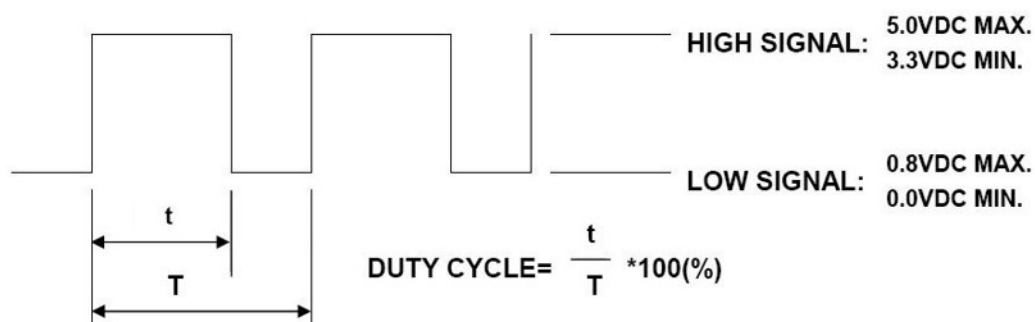 HIGH SIGNAL: 5.0VDC MAX.
3.3VDC MIN.
LOW SIGNAL: 0.8VDC MAX.
0.0VDC MIN.
t
T
DUTY CYCLE= t/T *100(%)